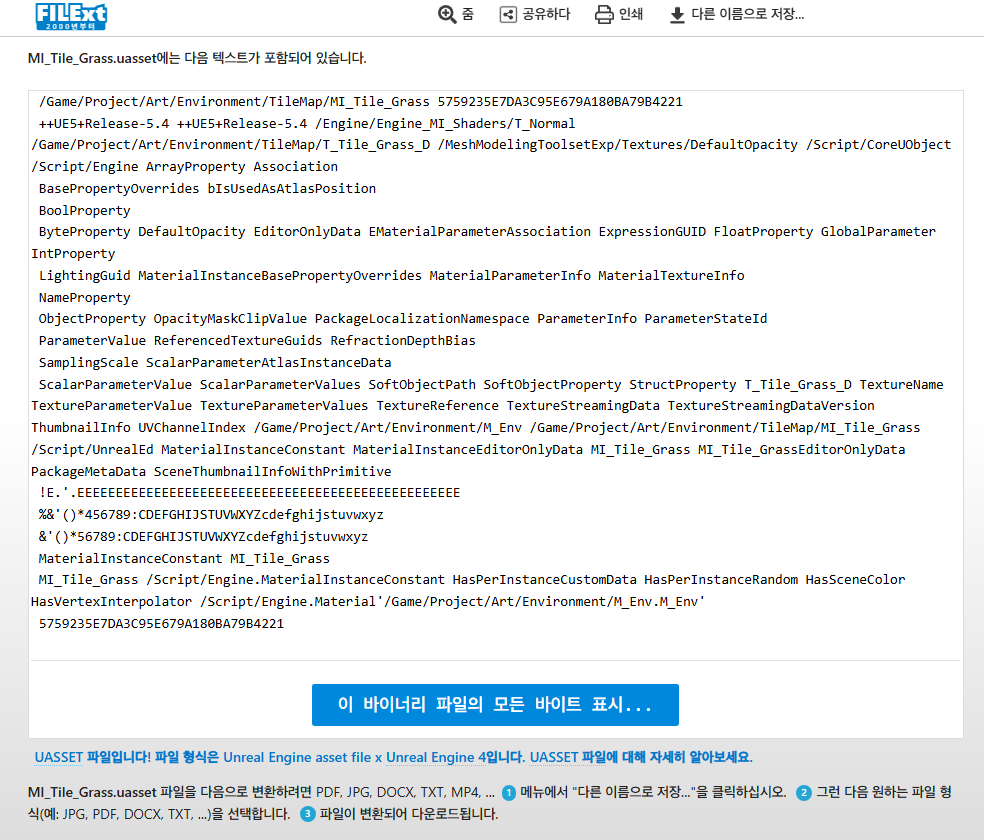 FILExt
2000년부터
줌 공유하다 인쇄 다른 이름으로 저장...
MI_Tile_Grass.uasset에는 다음 텍스트가 포함되어 있습니다.
/Game/Project/Art/Environment/TileMap/MI_Tile_Grass 5759235E7DA3C95E679A180BA79B4221
++UE5+Release-5.4 ++UE5+Release-5.4 /Engine/Engine_MI_Shaders/T_Normal
/Game/Project/Art/Environment/TileMap/T_Tile_Grass_D /MeshModelingToolsetExp/Textures/DefaultOpacity /Script/CoreUObject
/Script/Engine ArrayProperty Association
BasePropertyOverrides bIsUsedAsAtlasPosition
BoolProperty
ByteProperty DefaultOpacity EditorOnlyData EMaterialParameterAssociation ExpressionGUID FloatProperty GlobalParameter
IntProperty
LightingGuid MaterialInstanceBasePropertyOverrides MaterialParameterInfo MaterialTextureInfo
NameProperty
ObjectProperty OpacityMaskClipValue PackageLocalizationNamespace ParameterInfo ParameterStateId
ParameterValue ReferencedTextureGuids RefractionDepthBias
SamplingScale ScalarParameterAtlasInstanceData
ScalarParameterValue ScalarParameterValues SoftObjectPath SoftObjectProperty StructProperty T_Tile_Grass_D TextureName
TextureParameterValue TextureParameterValues TextureReference TextureStreamingData TextureStreamingDataVersion
ThumbnailInfo UVChannelIndex /Game/Project/Art/Environment/M_Env /Game/Project/Art/Environment/TileMap/MI_Tile_Grass
/Script/UnrealEd MaterialInstanceConstant MaterialInstanceEditorOnlyData MI_Tile_Grass MI_Tile_GrassEditorOnlyData
PackageMetaData SceneThumbnailInfoWithPrimitive
!E.'.EEEEEEEEEEEEEEEEEEEEEEEEEEEEEEEEEEEEEEEEEEEEEEEEEE
%&'()*456789:CDEFGHIJSTUVWXYZcdefghijstuvwxyz
&'()*56789:CDEFGHIJSTUVWXYZcdefghijstuvwxyz
MaterialInstanceConstant MI_Tile_Grass
MI_Tile_Grass /Script/Engine.MaterialInstanceConstant HasPerInstanceCustomData HasPerInstanceRandom HasSceneColor
HasVertexInterpolator /Script/Engine.Material'/Game/Project/Art/Environment/M_Env.M_Env'
5759235E7DA3C95E679A180BA79B4221
이 바이너리 파일의 모든 바이트 표시...
UASSET 파일입니다! 파일 형식은 Unreal Engine asset file x Unreal Engine 4입니다. UASSET 파일에 대해 자세히 알아보세요.
MI_Tile_Grass.uasset 파일을 다음으로 변환하려면 PDF, JPG, DOCX, TXT, MP4, ... 1 메뉴에서 "다른 이름으로 저장..."을 클릭하십시오. 2 그런 다음 원하는 파일 형
식(예: JPG, PDF, DOCX, TXT, ...)을 선택합니다. 3 파일이 변환되어 다운로드됩니다.